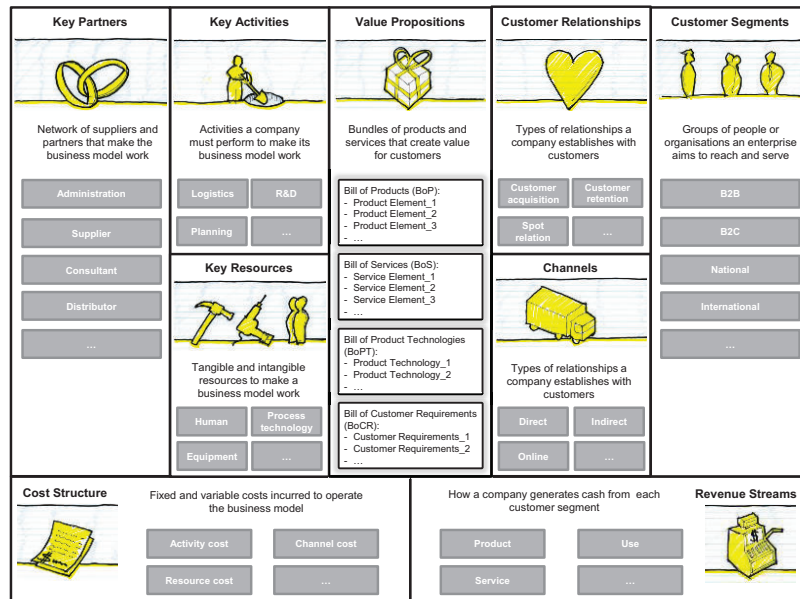 Key Partners
Network of suppliers and
partners that make the
business model work
Administration
Supplier
Consultant
Distributor
...
Key Activities
Activities a company
must perform to make its
business model work
Logistics
R&D
Planning
...
Key Resources
Tangible and intangible
resources to make a
business model work
Human
Process
technology
Equipment
...
Value Propositions
Bundles of products and
services that create value
for customers
Bill of Products (BoP):
- Product Element_1
- Product Element_2
- Product Element_3
- ...
Bill of Services (BoS):
- Service Element_1
- Service Element_2
- Service Element_3
- ...
Bill of Product Technologies
(BoPT):
- Product Technology_1
- Product Technology_2
- ...
Bill of Customer Requirements
(BoCR):
- Customer Requirements_1
- Customer Requirements_2
- ...
Customer Relationships
Types of relationships a
company establishes with
customers
Customer
acquisition
Customer
retention
Spot
relation
...
Channels
Types of relationships a
company establishes with
customers
Direct
Indirect
Online
...
Customer Segments
Groups of people or
organisations an enterprise
aims to reach and serve
B2B
B2C
National
International
...
Cost Structure
Fixed and variable costs incurred to operate
the business model
$
Activity cost
Channel cost
Resource cost
...
How a company generates cash from each
customer segment
Revenue Streams
$
Product
Use
Service
...